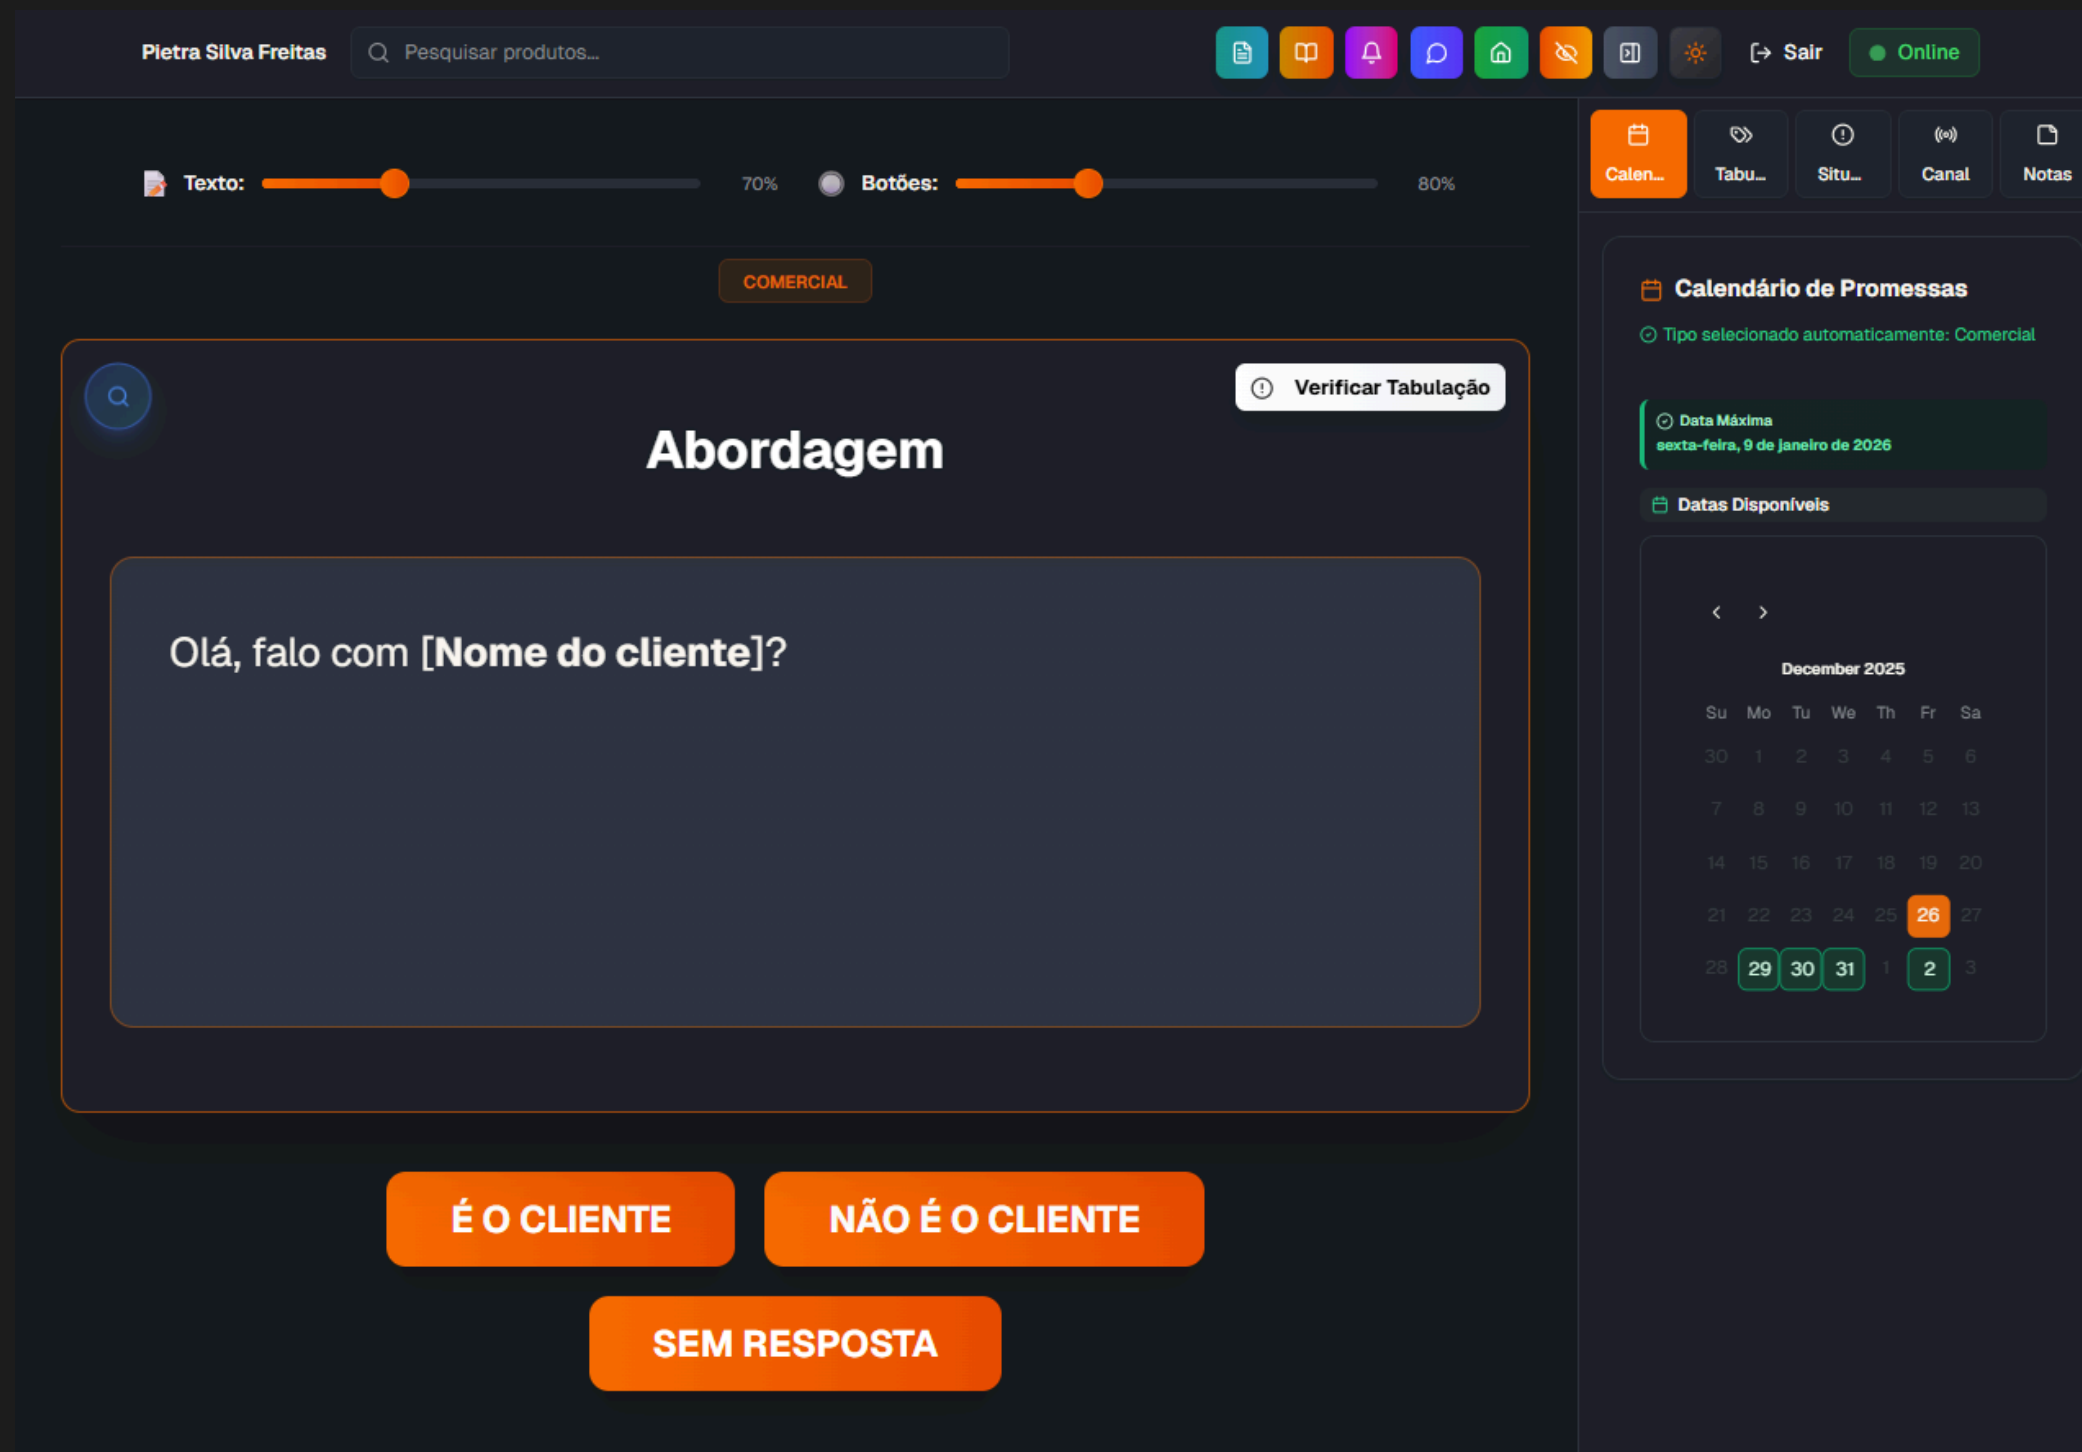 Pietra Silva Freitas
Pesquisar produtos...
Sair
Online
Texto:
70%
Botões:
80%
COMERCIAL
Verificar Tabulação
Abordagem
Olá, falo com [Nome do cliente]?
É O CLIENTE
NÃO É O CLIENTE
SEM RESPOSTA
Calen...
Tabu...
Situ...
Canal
Notas
Calendário de Promessas
Tipo selecionado automaticamente: Comercial
Data Máxima
sexta-feira, 9 de janeiro de 2026
Datas Disponíveis
December 2025
Su Mo Tu We Th Fr Sa
30 1 2 3 4 5 6
7 8 9 10 11 12 13
14 15 16 17 18 19 20
21 22 23 24 25 26 27
28 29 30 31 1 2 3